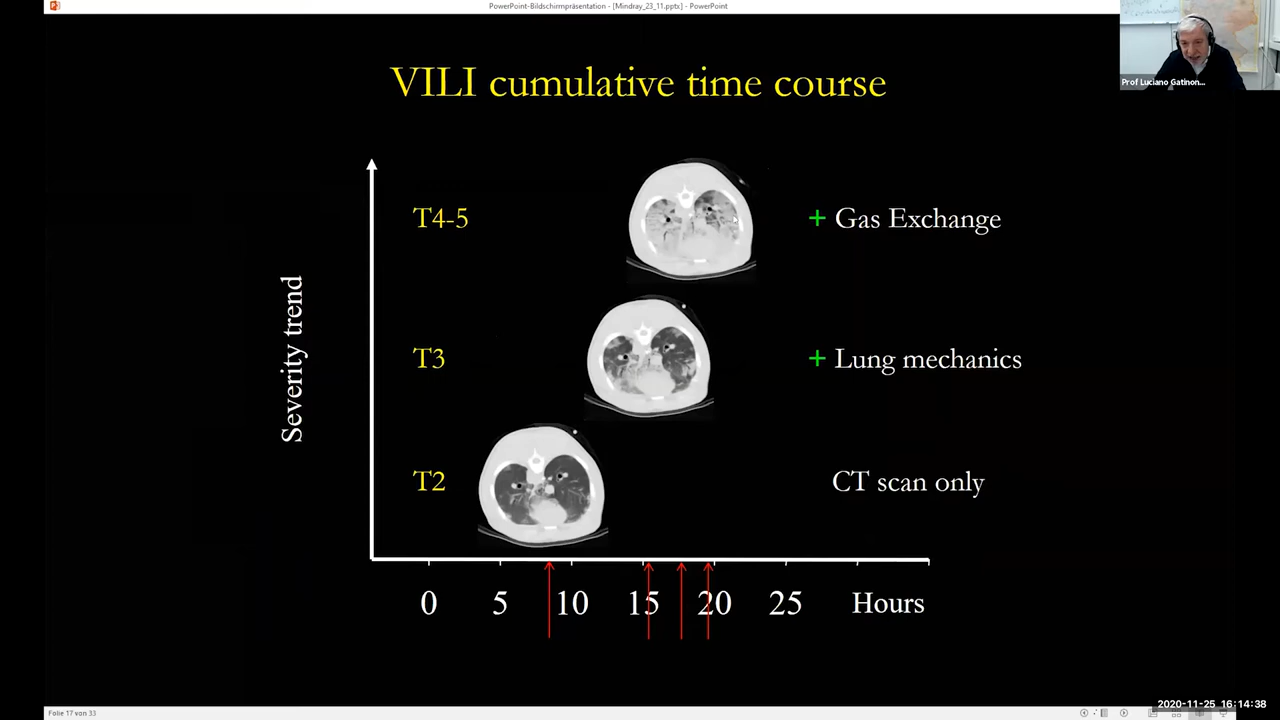 PowerPoint-Bildschirmpräsentation - [Mindray_23_11.pptx] - PowerPoint
Prof Luciano Gatinon...
VILI cumulative time course
Severity trend
T4-5
+ Gas Exchange
T3
+ Lung mechanics
T2
CT scan only
0 5 10 15 20 25 Hours
Folie 17 von 33
2020-11-25 16:14:38